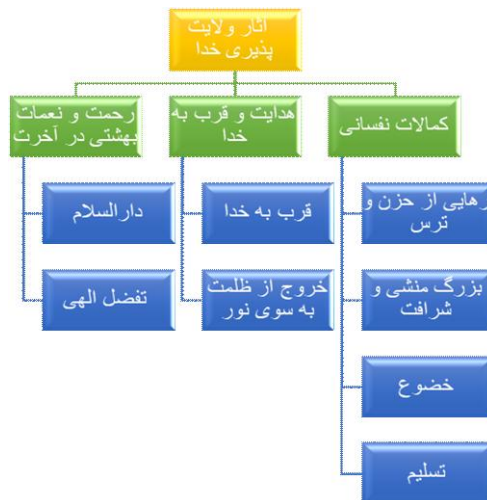 آثار ولایت
پذیری خدا
کمالات نفسانی
هدایت و قرب به
خدا
رحمت و نعمات
بهشتی در آخرت
رهایی از حزن و
ترس
بزرگ منشی و
شرافت
خضوع
تسلیم
قرب به خدا
خروج از ظلمت
به سوی نور
دارالسلام
تفضل الهی